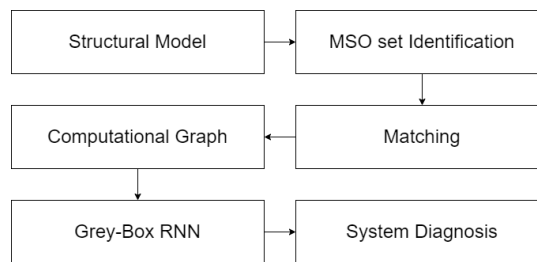 Structural Model
MSO set Identification
Computational Graph
Matching
Grey-Box RNN
System Diagnosis